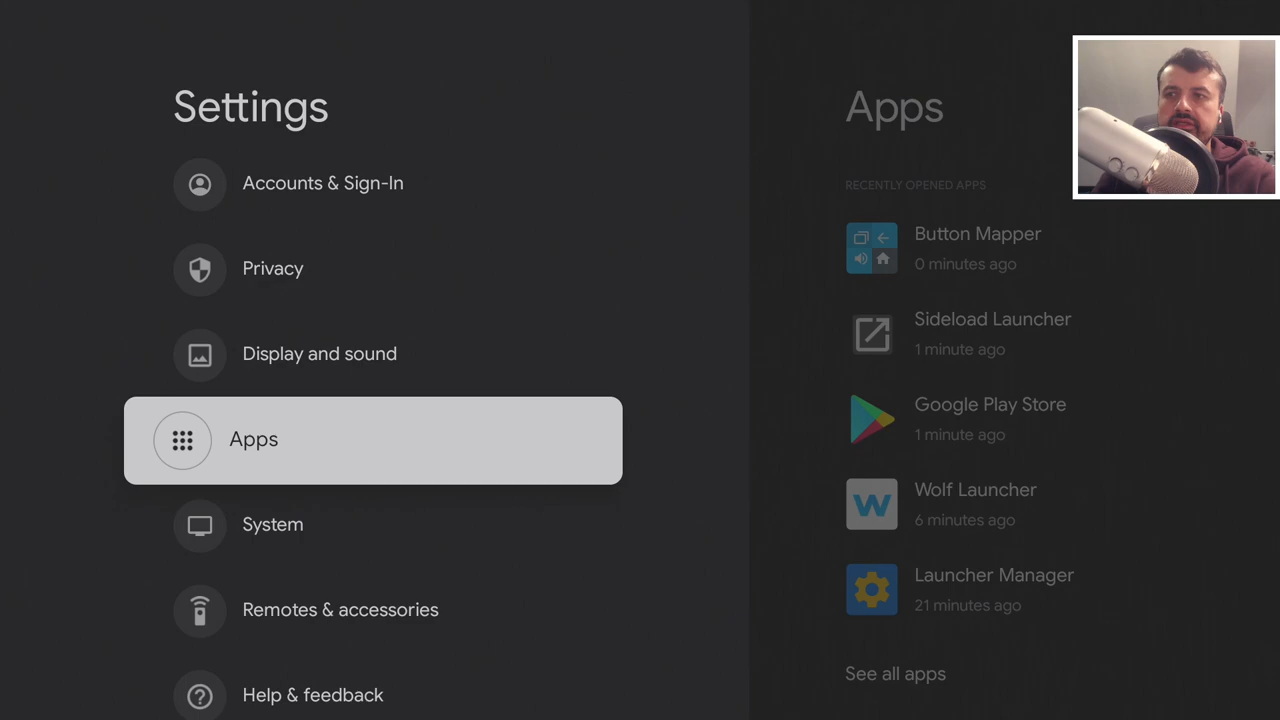 Settings
Accounts & Sign-In
Privacy
Display and sound
Apps
System
Remotes & accessories
Help & feedback
Apps
RECENTLY OPENED APPS
Button Mapper
0 minutes ago
Sideload Launcher
1 minute ago
Google Play Store
1 minute ago
W
Wolf Launcher
6 minutes ago
Launcher Manager
21 minutes ago
See all apps